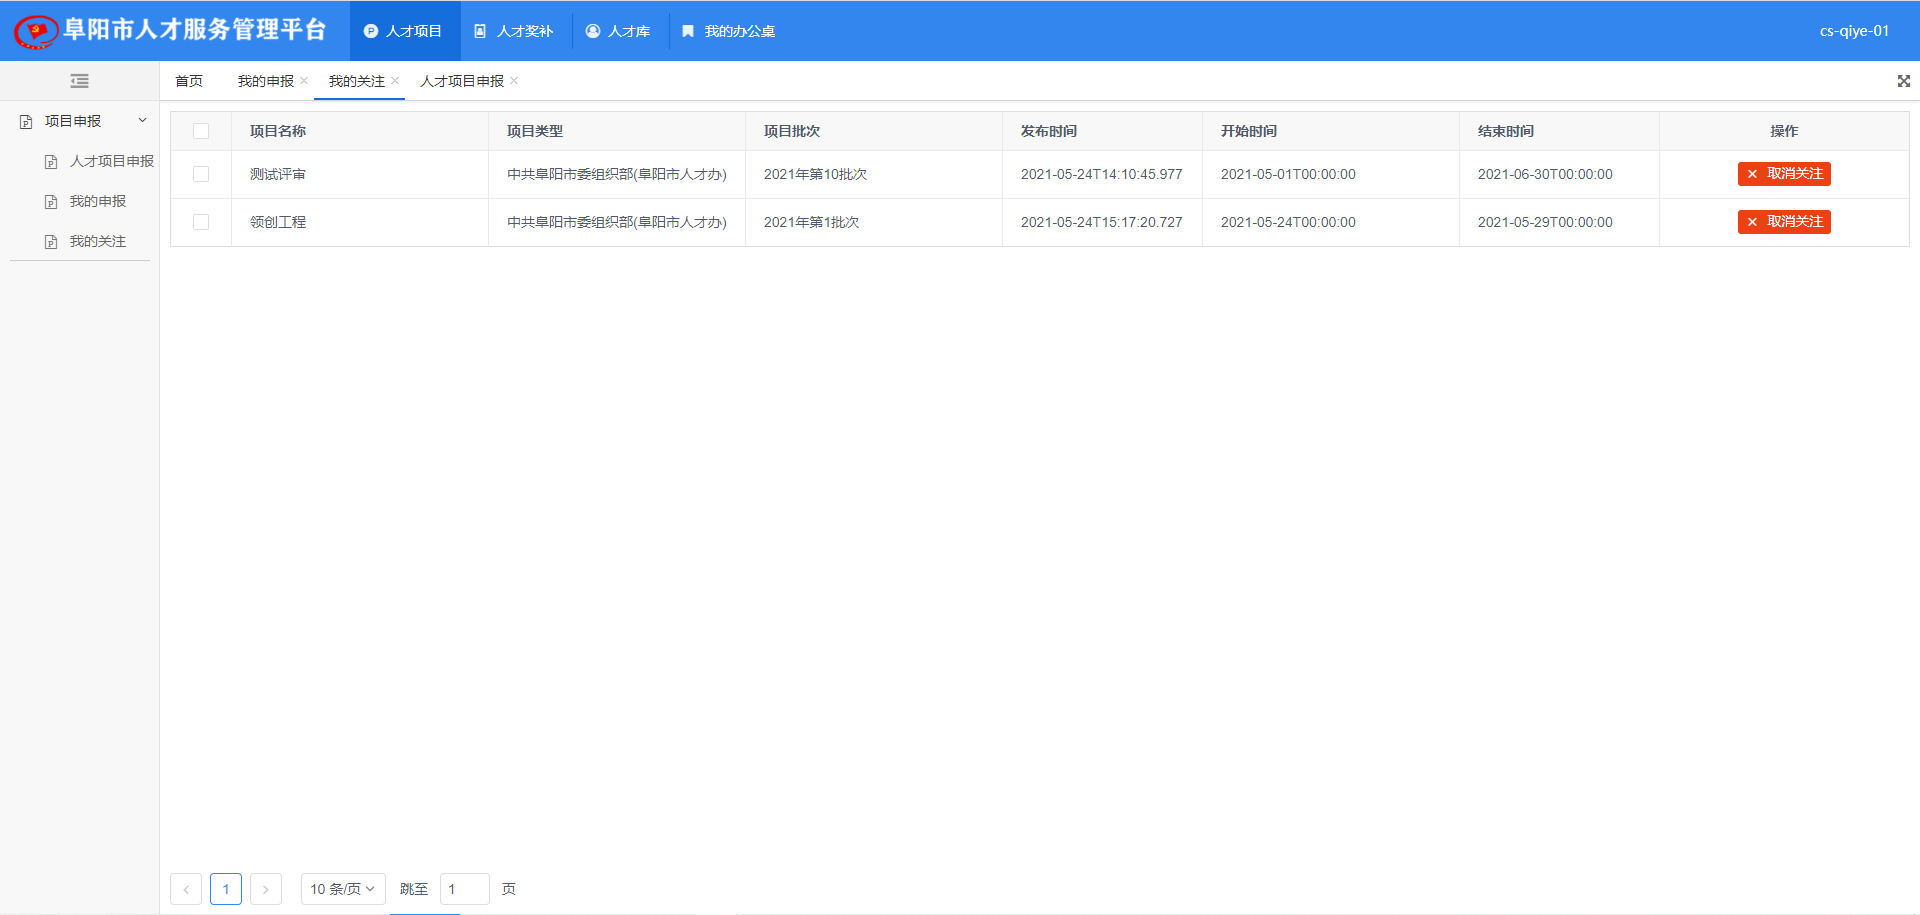 阜阳市人才服务管理平台 人才项目 人才奖补 人才库 我的办公桌 cs-qiye-01
首页 我的申报 我的关注 人才项目申报
项目申报
人才项目申报
我的申报
我的关注
项目名称 项目类型 项目批次 发布时间 开始时间 结束时间 操作
测试评审 中共阜阳市委组织部(阜阳市人才办) 2021年第10批次 2021-05-24T14:10:45.977 2021-05-01T00:00:00 2021-06-30T00:00:00 取消关注
领创工程 中共阜阳市委组织部(阜阳市人才办) 2021年第1批次 2021-05-24T15:17:20.727 2021-05-24T00:00:00 2021-05-29T00:00:00 取消关注
1 10 条/页 跳至 1 页